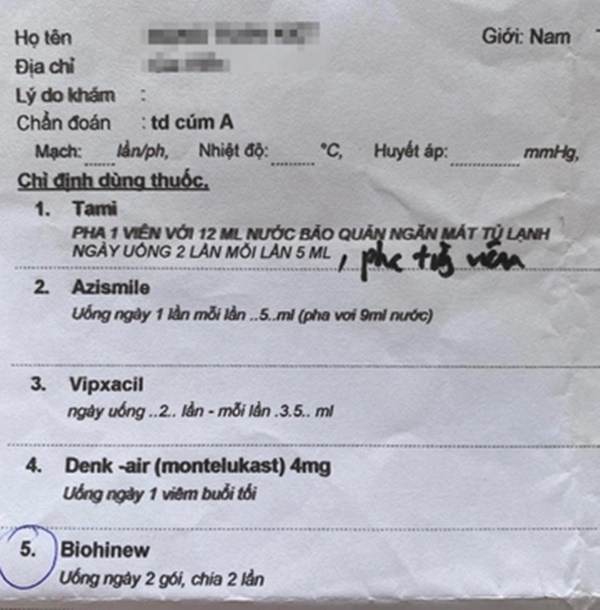 Họ tên Giới: Nam
Địa chỉ
Lý do khám :
Chẩn đoán : td cúm A
Mạch: ...... lần/ph, Nhiệt độ: ........ °C, Huyết áp: ............ mmHg,
Chỉ định dùng thuốc.
1. Tami
PHA 1 VIÊN VỚI 12 ML NƯỚC BẢO QUẢN NGĂN MÁT TỦ LẠNH
NGÀY UỐNG 2 LẦN MỖI LẦN 5 ML , pha từg viên
2. Azismile
Uống ngày 1 lần mỗi lần ..5..ml (pha vơi 9ml nước)
3. Vipxacil
ngày uống ..2.. lần - mỗi lần .3.5.. ml
4. Denk -air (montelukast) 4mg
Uống ngày 1 viêm buổi tối
5. Biohinew
Uống ngày 2 gói, chia 2 lần